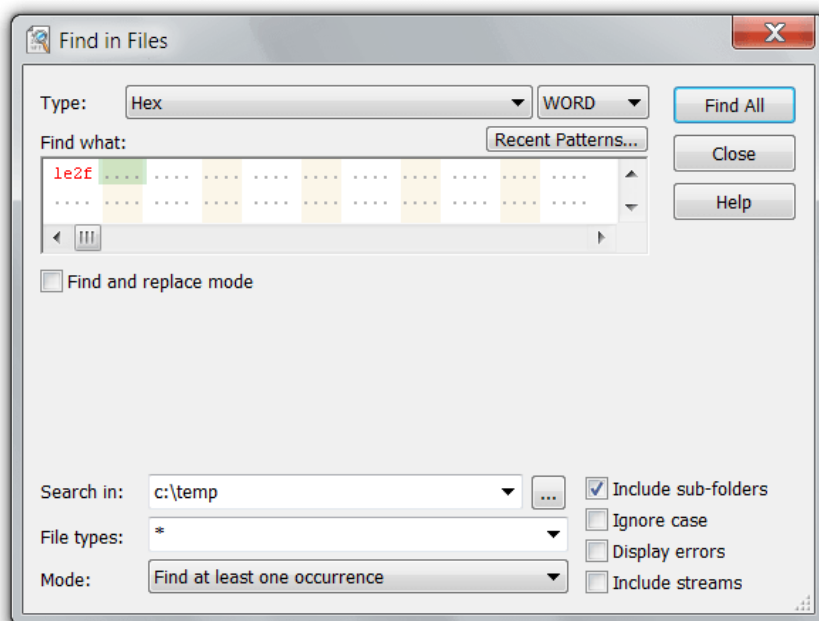 Find in Files
Type: Hex WORD Find All
Find what: Recent Patterns... Close
1e2f .... .... .... .... .... .... .... .... .... ....
.... .... .... .... .... .... .... .... .... .... ....
Help
Find and replace mode
Search in: c:\temp ... Include sub-folders
Ignore case
File types: *
Display errors
Mode: Find at least one occurrence Include streams